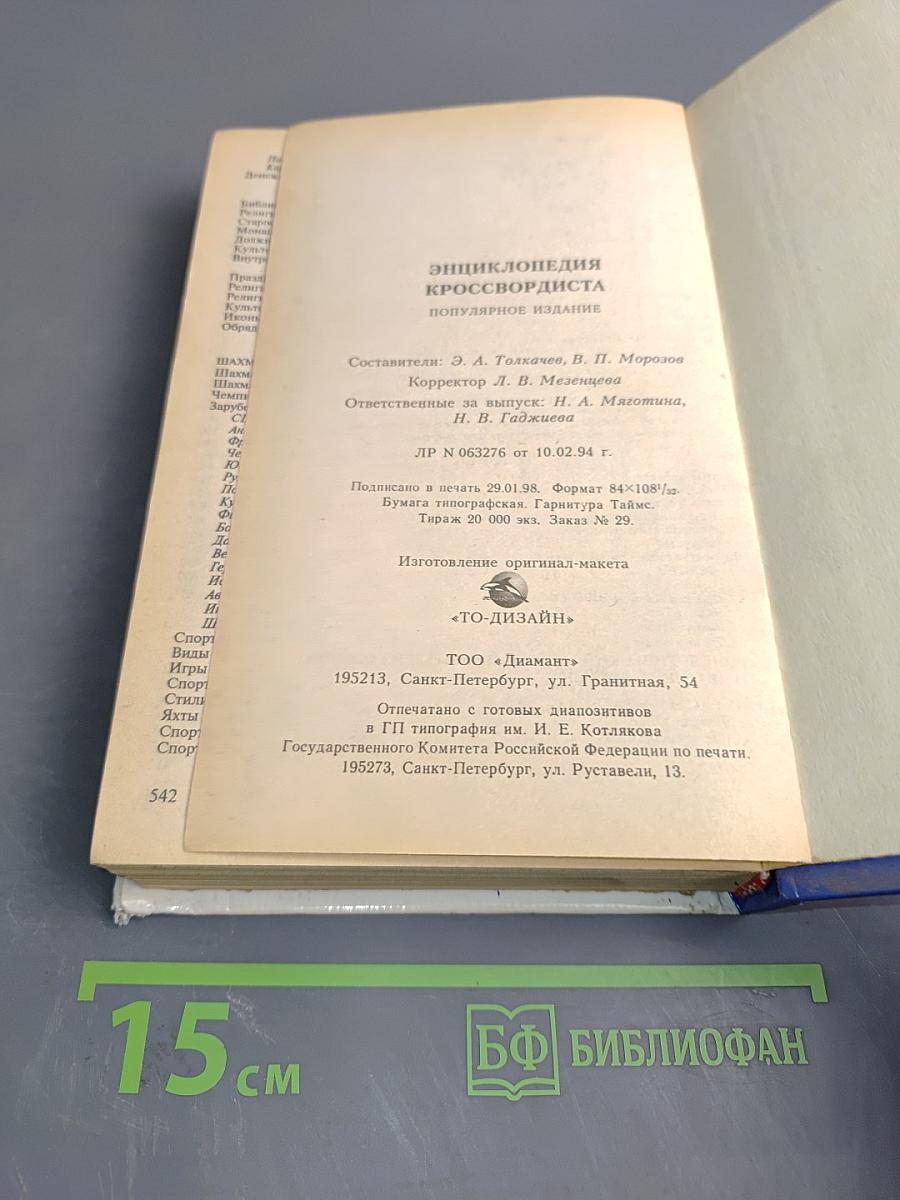 ЭНЦИКЛОПЕДИЯ
КРОССВОРДИСТА
ПОПУЛЯРНОЕ ИЗДАНИЕ
Составители: Э. А. Толкачев, В. П. Морозов
Корректор Л. В. Мезенцева
Ответственные за выпуск: Н. А. Мяготина,
Н. В. Гаджиева
ЛР N 063276 от 10.02.94 г.
Подписано в печать 29.01.98. Формат 84×108¹/₃₂.
Бумага типографская. Гарнитура Таймс.
Тираж 20 000 экз. Заказ № 29.
Изготовление оригинал-макета
«ТО-ДИЗАЙН»
ТОО «Диамант»
195213, Санкт-Петербург, ул. Гранитная, 54
Отпечатано с готовых диапозитивов
в ГП типография им. И. Е. Котлякова
Государственного Комитета Российской Федерации по печати.
195273, Санкт-Петербург, ул. Руставели, 13.
Виды
Игры
Яхты
542
15 см
БФ БИБЛИОФАН